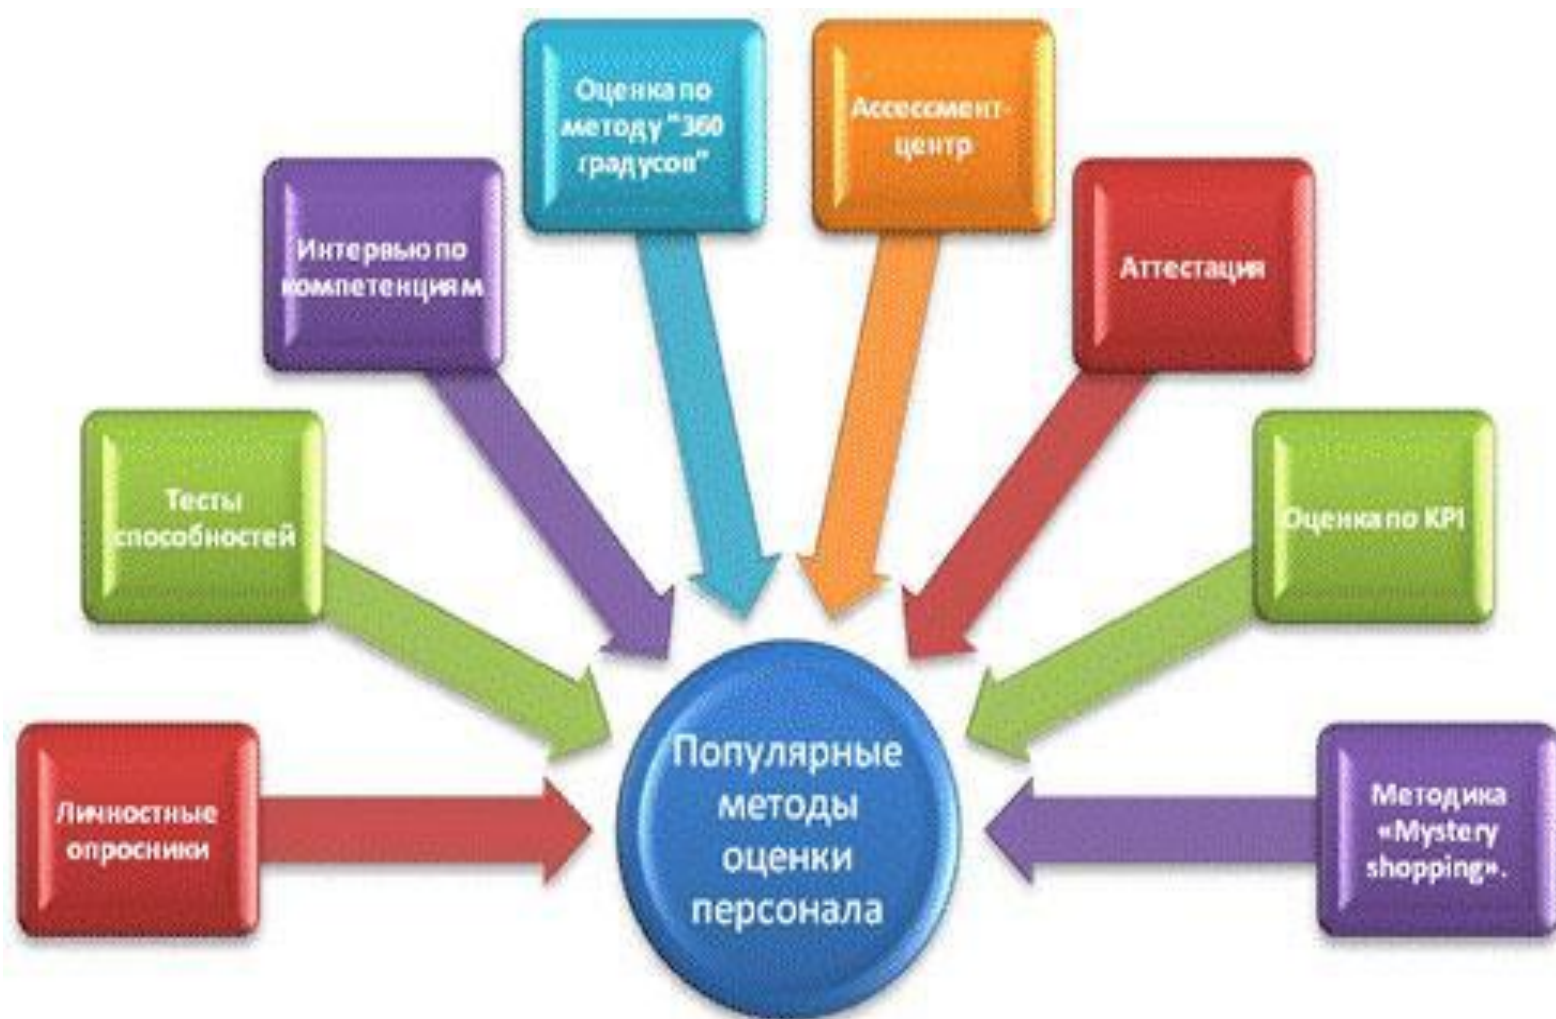 Оценка по
методу "360
градусов"
Ассессмент-
центр
Интервью по
компетенциям
Аттестация
Тесты
способностей
Оценка по KPI
Личностные
опросники
Популярные
методы
оценки
персонала
Методика
«Mystery
shopping».